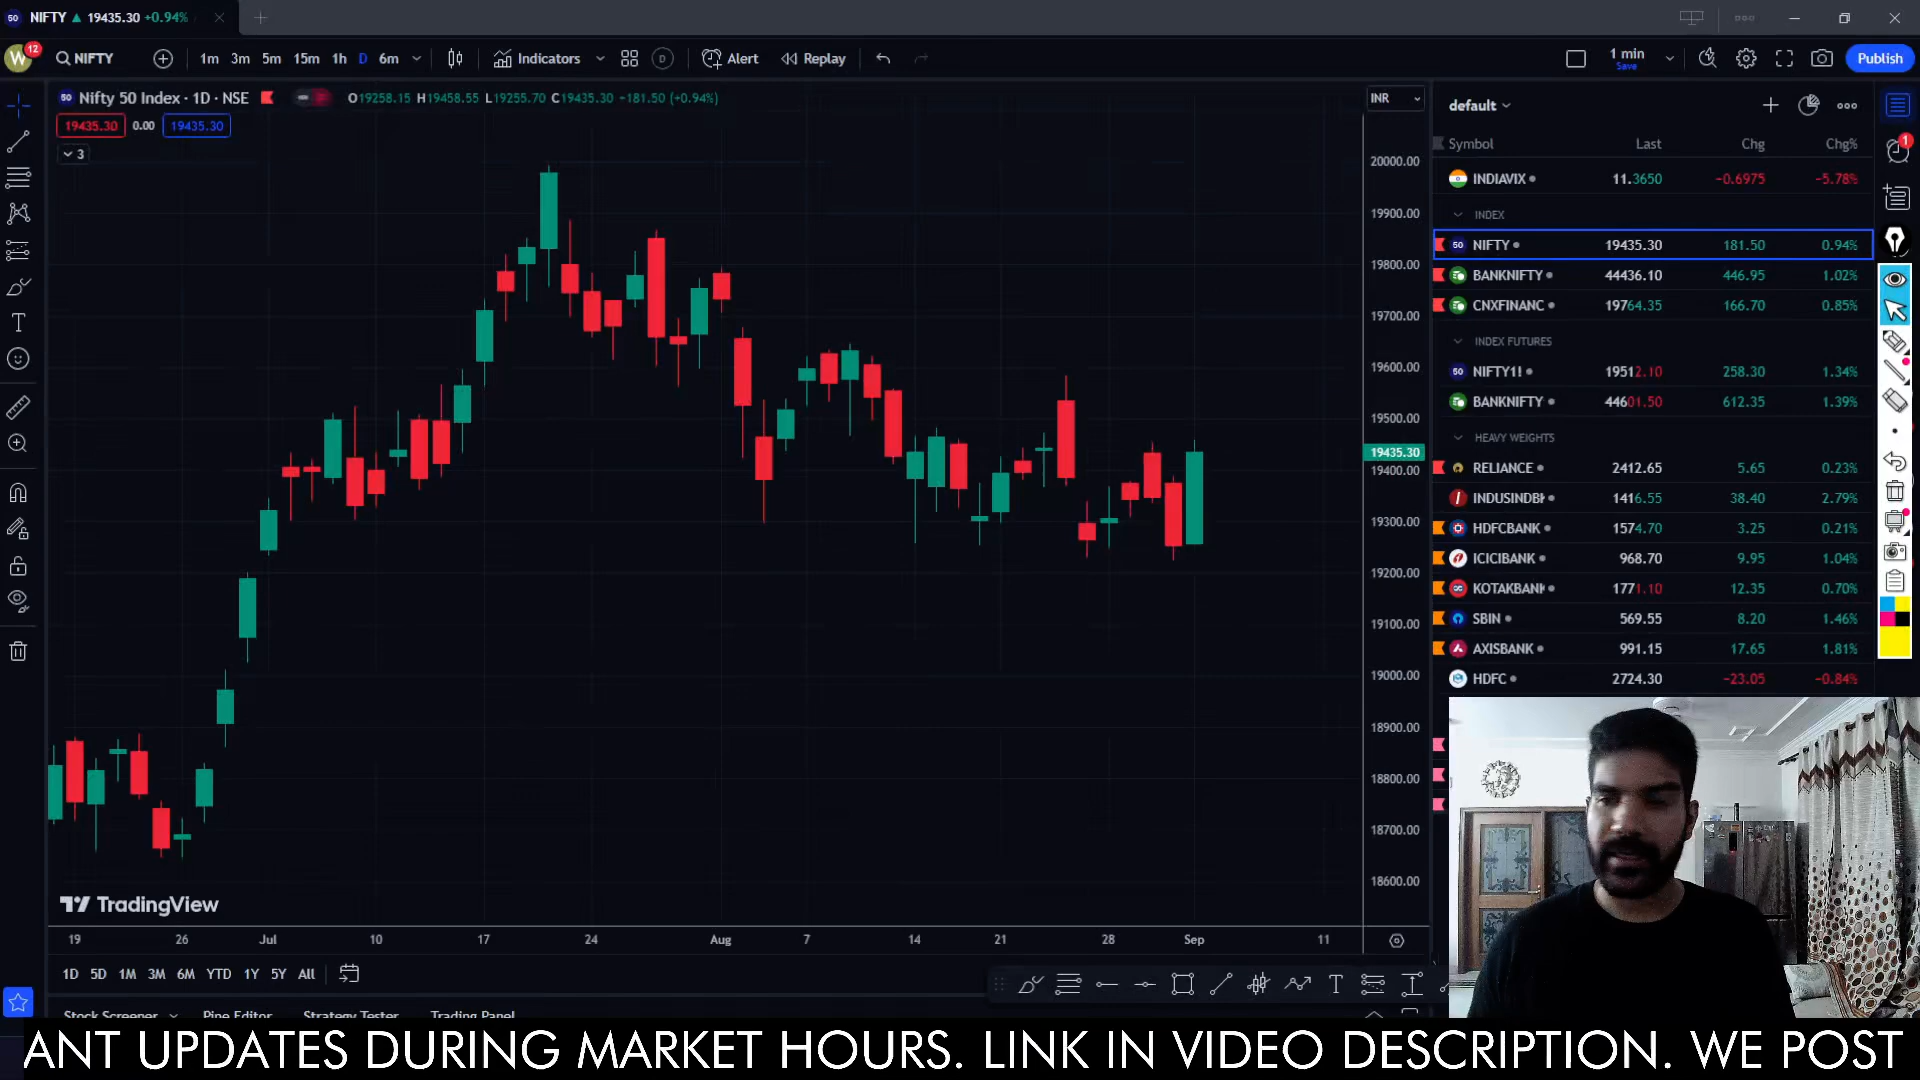 NIFTY ▲ 19435.30 +0.94%
W 12 NIFTY 1m 3m 5m 15m 1h D 6m Indicators D Alert Replay 1 min Save Publish
50 Nifty 50 Index · 1D · NSE O19258.15 H19458.55 L19255.70 C19435.30 −181.50 (+0.94%)
19435.30 0.00 19435.30
3
INR
20000.00
19900.00
19800.00
19700.00
19600.00
19500.00
19435.30
19400.00
19300.00
19200.00
19100.00
19000.00
18900.00
18800.00
18700.00
18600.00
19 26 Jul 10 17 24 Aug 7 14 21 28 Sep 11
TradingView
1D 5D 1M 3M 6M YTD 1Y 5Y All
Stock Screener Pine Editor Strategy Tester Trading Panel
default
Symbol Last Chg Chg%
INDIAVIX 11.3650 −0.6975 −5.78%
INDEX
50 NIFTY 19435.30 181.50 0.94%
BANKNIFTY 44436.10 446.95 1.02%
CNXFINANC 19764.35 166.70 0.85%
INDEX FUTURES
50 NIFTY1! 19512.10 258.30 1.34%
BANKNIFTY 44601.50 612.35 1.39%
HEAVY WEIGHTS
RELIANCE 2412.65 5.65 0.23%
INDUSINDBK 1416.55 38.40 2.79%
HDFCBANK 1574.70 3.25 0.21%
ICICIBANK 968.70 9.95 1.04%
KOTAKBANK 1771.10 12.35 0.70%
SBIN 569.55 8.20 1.46%
AXISBANK 991.15 17.65 1.81%
HDFC 2724.30 −23.05 −0.84%
1
ANT UPDATES DURING MARKET HOURS. LINK IN VIDEO DESCRIPTION. WE POST